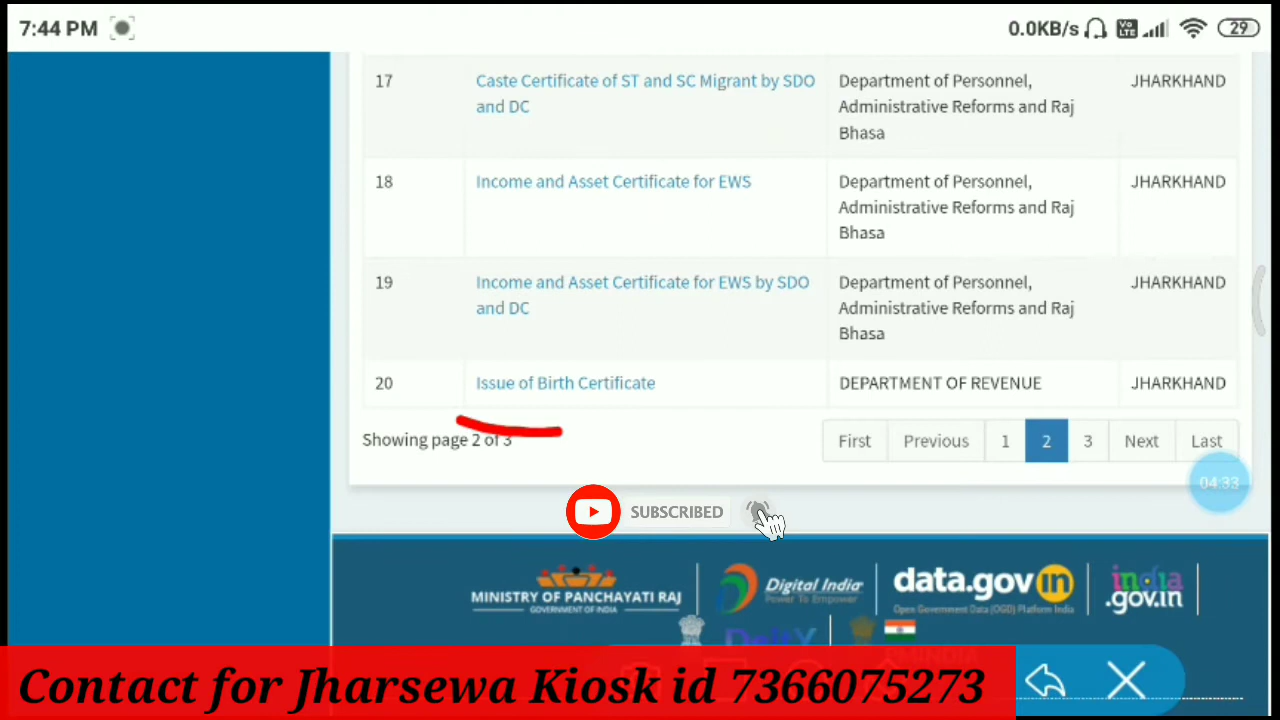 7:44 PM 0.0KB/s Vo LTE 29
17 Caste Certificate of ST and SC Migrant by SDO Department of Personnel, JHARKHAND
and DC Administrative Reforms and Raj
Bhasa
18 Income and Asset Certificate for EWS Department of Personnel, JHARKHAND
Administrative Reforms and Raj
Bhasa
19 Income and Asset Certificate for EWS by SDO Department of Personnel, JHARKHAND
and DC Administrative Reforms and Raj
Bhasa
20 Issue of Birth Certificate DEPARTMENT OF REVENUE JHARKHAND
Showing page 2 of 3 First Previous 1 2 3 Next Last
04:33
SUBSCRIBED
MINISTRY OF PANCHAYATI RAJ
GOVERNMENT OF INDIA
Digital India
Power To Empower
data.gov in
Open Government Data (OGD) Platform India
india
.gov.in
DeitY
PMINDIA
Contact for Jharsewa Kiosk id 7366075273